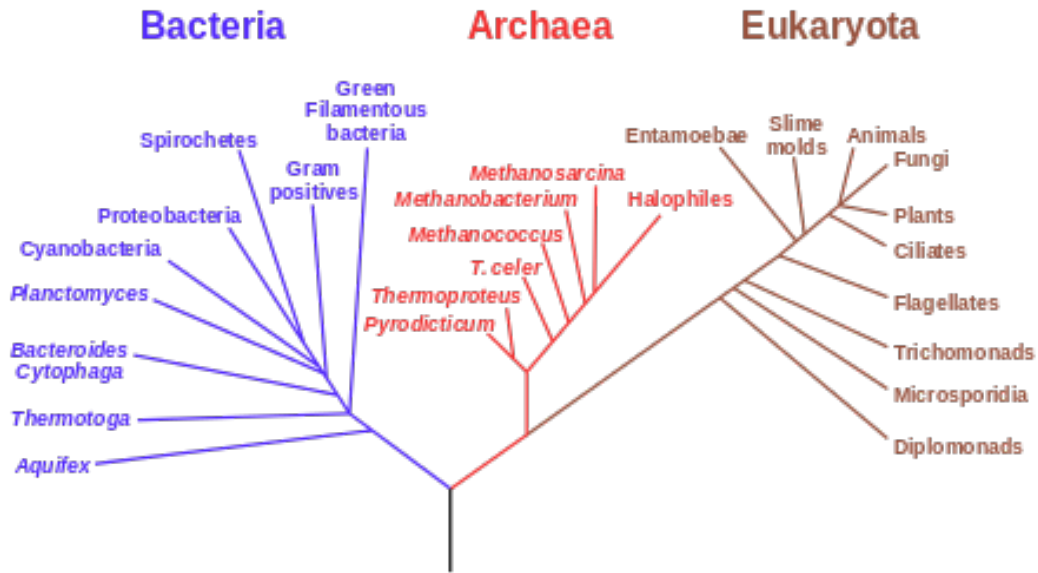 Bacteria
Archaea
Eukaryota
Green
Filamentous
bacteria
Spirochetes
Gram
positives
Proteobacteria
Cyanobacteria
Planctomyces
Bacteroides
Cytophaga
Thermotoga
Aquifex
Methanosarcina
Methanobacterium
Halophiles
Methanococcus
T. celer
Thermoproteus
Pyrodicticum
Entamoebae
Slime
molds
Animals
Fungi
Plants
Ciliates
Flagellates
Trichomonads
Microsporidia
Diplomonads